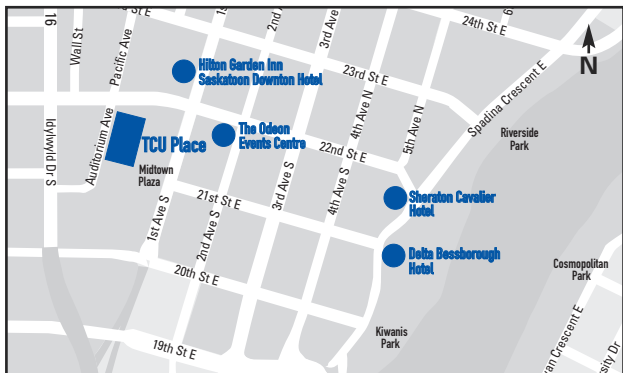 16
Wall St
Pacific Ave
2nd Ave
3rd Ave
24th St E
Hilton Garden Inn
Saskatoon Downton Hotel
23rd St E
Spadina Crescent E
N
Auditorium Ave
TCU Place
The Odeon
Events Centre
4th Ave N
5th Ave N
Riverside
Park
Idylwyld Dr S
Midtown
Plaza
22nd St E
21st St E
1st Ave S
2nd Ave S
3rd Ave S
4th Ave S
Sheraton Cavalier
Hotel
Delta Bessborough
Hotel
20th St E
Cosmopolitan
Park
Kiwanis
Park
19th St E
Crescent E